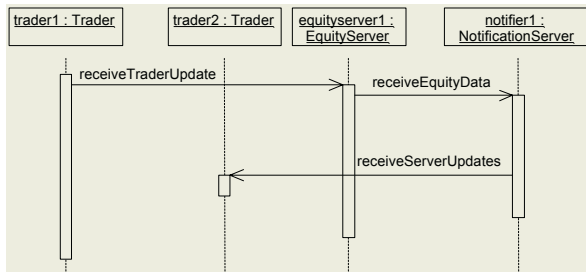 trader1 : Trader
trader2 : Trader
equityserver1 :
EquityServer
notifier1 :
NotificationServer
receiveTraderUpdate
receiveEquityData
receiveServerUpdates